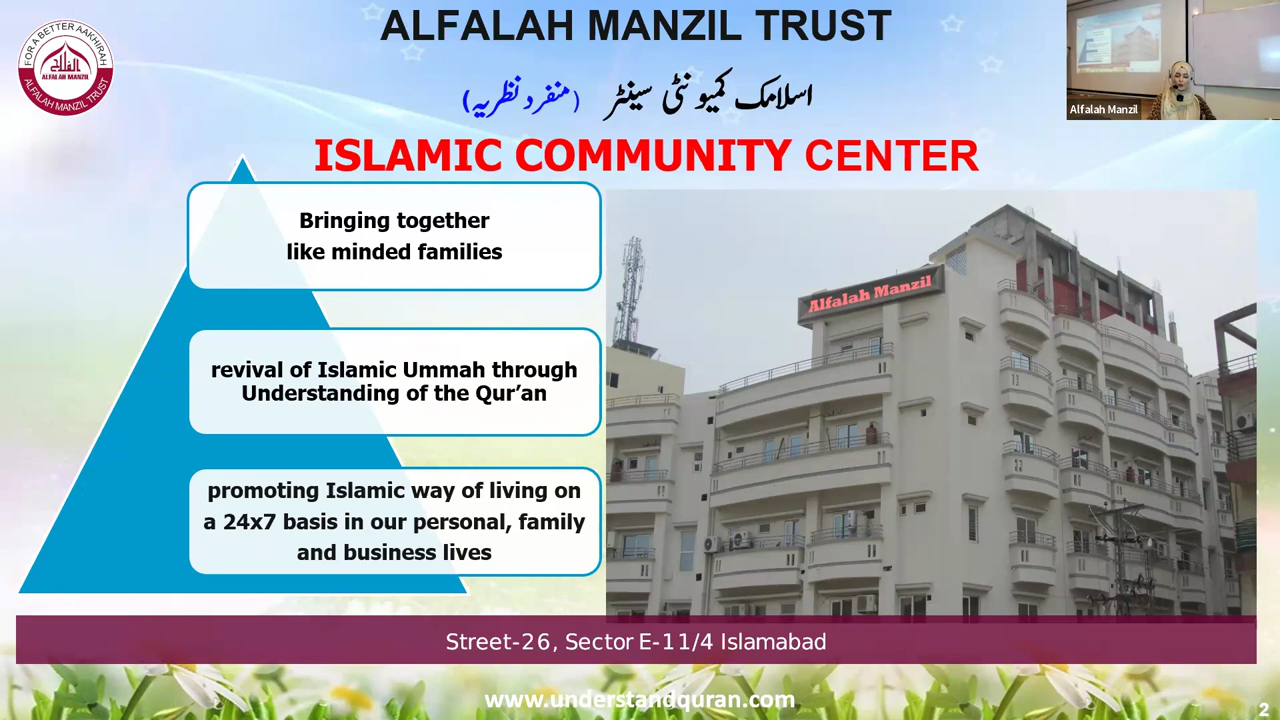 ALFALAH MANZIL TRUST
FOR A BETTER AAKHIRAH
الفلاح
ALFALAH MANZIL
ALFALAH MANZIL TRUST
اسلامک کمیونٹی سینٹر (منفرد نظریہ)
Alfalah Manzil
ISLAMIC COMMUNITY CENTER
Bringing together
like minded families
revival of Islamic Ummah through
Understanding of the Qur’an
promoting Islamic way of living on
a 24x7 basis in our personal, family
and business lives
Alfalah Manzil
Street-26, Sector E-11/4 Islamabad
www.understandquran.com
2